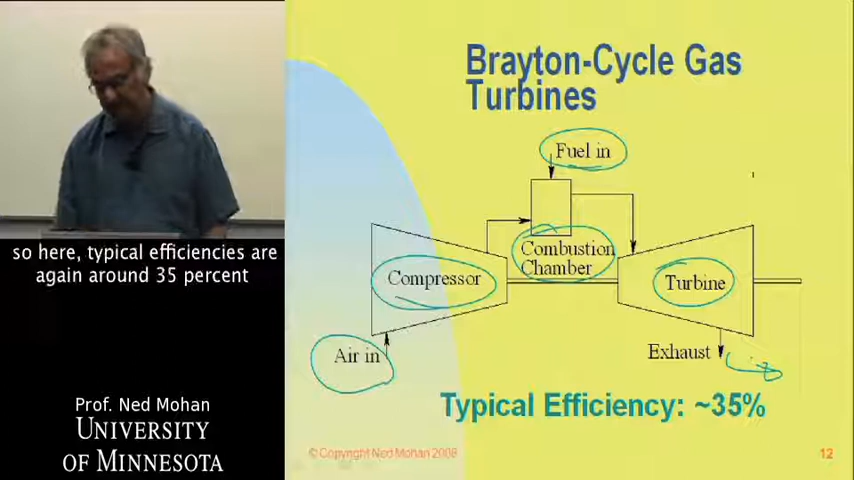 Brayton-Cycle Gas
Turbines
Fuel in
Combustion
Chamber
Compressor
Turbine
Air in
Exhaust
Typical Efficiency: ~35%
so here, typical efficiencies are
again around 35 percent
Prof. Ned Mohan
UNIVERSITY
OF MINNESOTA
© Copyright Ned Mohan 2008
12